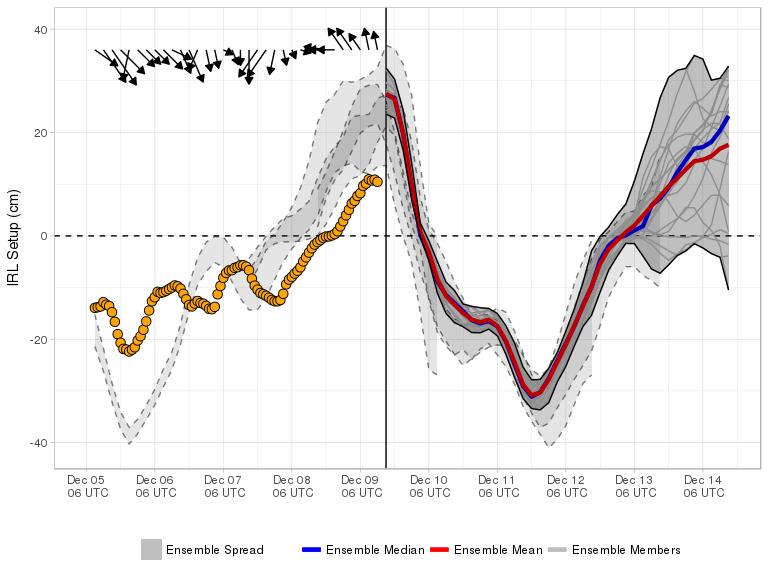 IRL Setup (cm)
40
20
0
-20
-40
Dec 05 Dec 06 Dec 07 Dec 08 Dec 09 Dec 10 Dec 11 Dec 12 Dec 13 Dec 14
06 UTC 06 UTC 06 UTC 06 UTC 06 UTC 06 UTC 06 UTC 06 UTC 06 UTC 06 UTC
Ensemble Spread Ensemble Median Ensemble Mean Ensemble Members